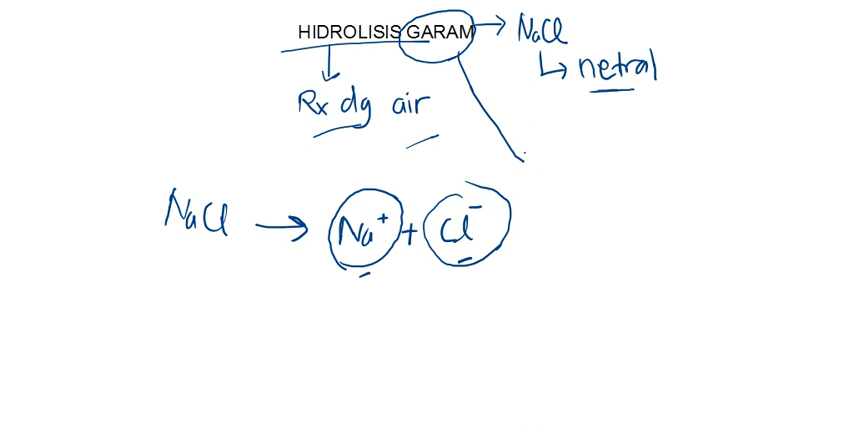 HIDROLISIS GARAM → NaCl
↳ netral
Rx dg air
NaCl → Na⁺ + Cl⁻